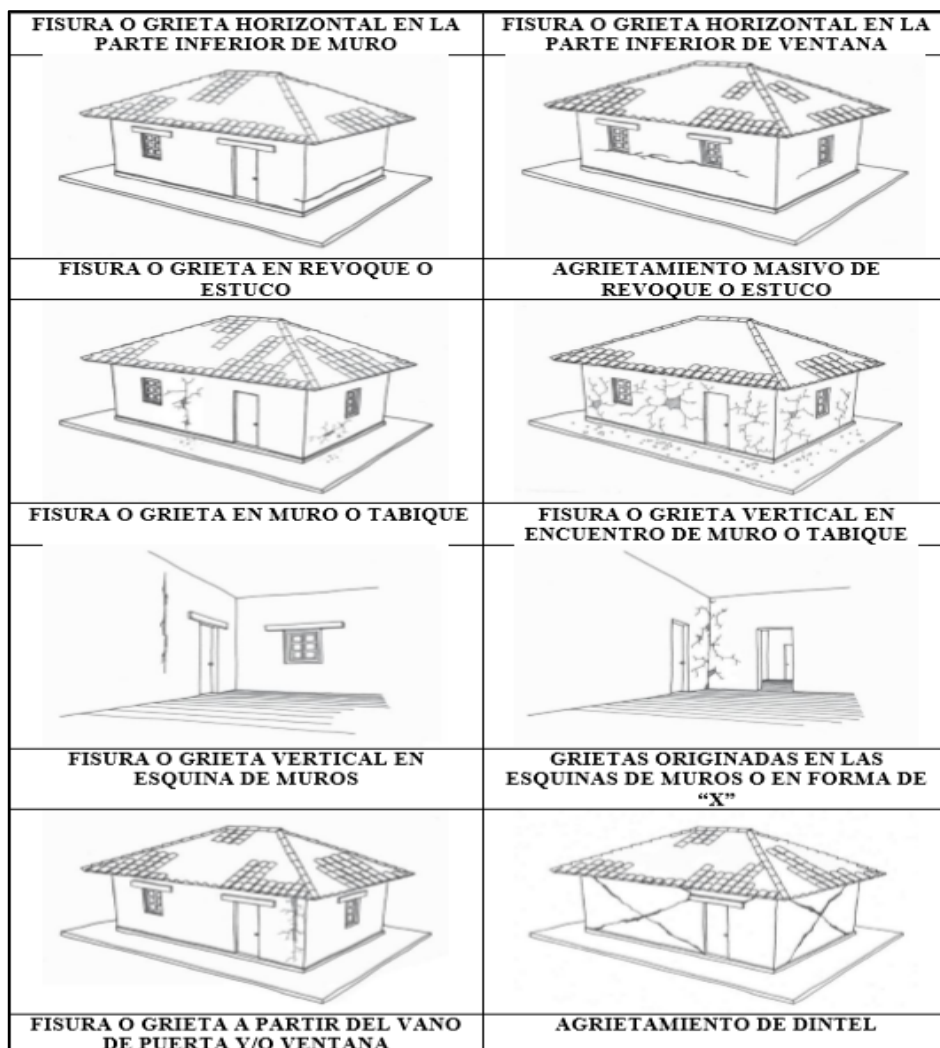 FISURA O GRIETA HORIZONTAL EN LA
PARTE INFERIOR DE MURO
FISURA O GRIETA HORIZONTAL EN LA
PARTE INFERIOR DE VENTANA
FISURA O GRIETA EN REVOQUE O
ESTUCO
AGRIETAMIENTO MASIVO DE
REVOQUE O ESTUCO
FISURA O GRIETA EN MURO O TABIQUE
FISURA O GRIETA VERTICAL EN
ENCUENTRO DE MURO O TABIQUE
FISURA O GRIETA VERTICAL EN
ESQUINA DE MUROS
GRIETAS ORIGINADAS EN LAS
ESQUINAS DE MUROS O EN FORMA DE
“X”
FISURA O GRIETA A PARTIR DEL VANO
DE PUERTA Y/O VENTANA
AGRIETAMIENTO DE DINTEL